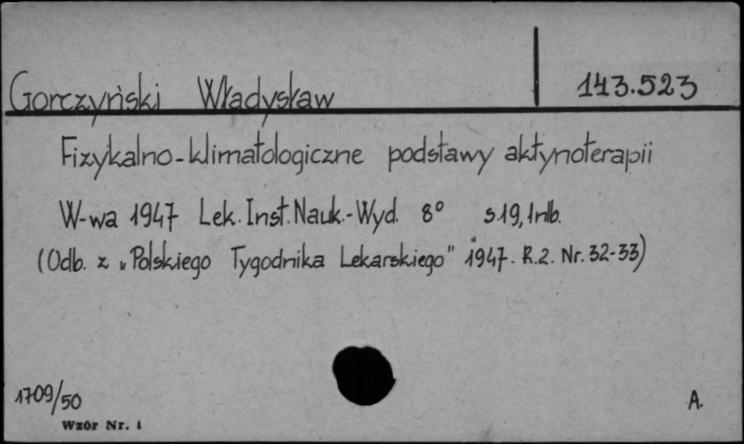 Gorczyński Władysław 143.523
Fizykalno-klimatologiczne podstawy aktynoterapii
W-wa 1947 Lek. Inst. Nauk.-Wyd. 8° s.19, 1nlb.
(Odb. z „Polskiego Tygodnika Lekarskiego" 1947. R.2. Nr. 32-33)
1709/50 A.
Wzór Nr. 1